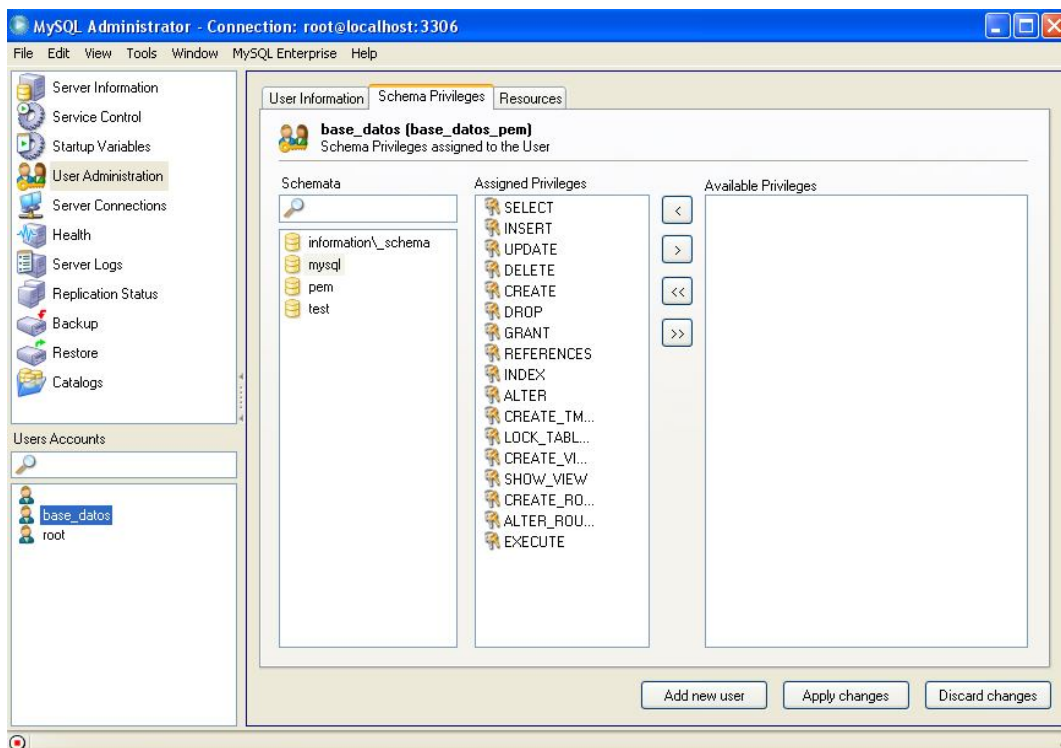 MySQL Administrator - Connection: root@localhost:3306
File Edit View Tools Window MySQL Enterprise Help
Server Information
Service Control
Startup Variables
User Administration
Server Connections
Health
Server Logs
Replication Status
Backup
Restore
Catalogs
Users Accounts
base_datos
root
User Information Schema Privileges Resources
base_datos (base_datos_pem)
Schema Privileges assigned to the User
Schemata
information\_schema
mysql
pem
test
Assigned Privileges
SELECT
INSERT
UPDATE
DELETE
CREATE
DROP
GRANT
REFERENCES
INDEX
ALTER
CREATE_TM...
LOCK_TABL...
CREATE_VI...
SHOW_VIEW
CREATE_RO...
ALTER_ROU...
EXECUTE
<
>
<<
>>
Available Privileges
Add new user Apply changes Discard changes